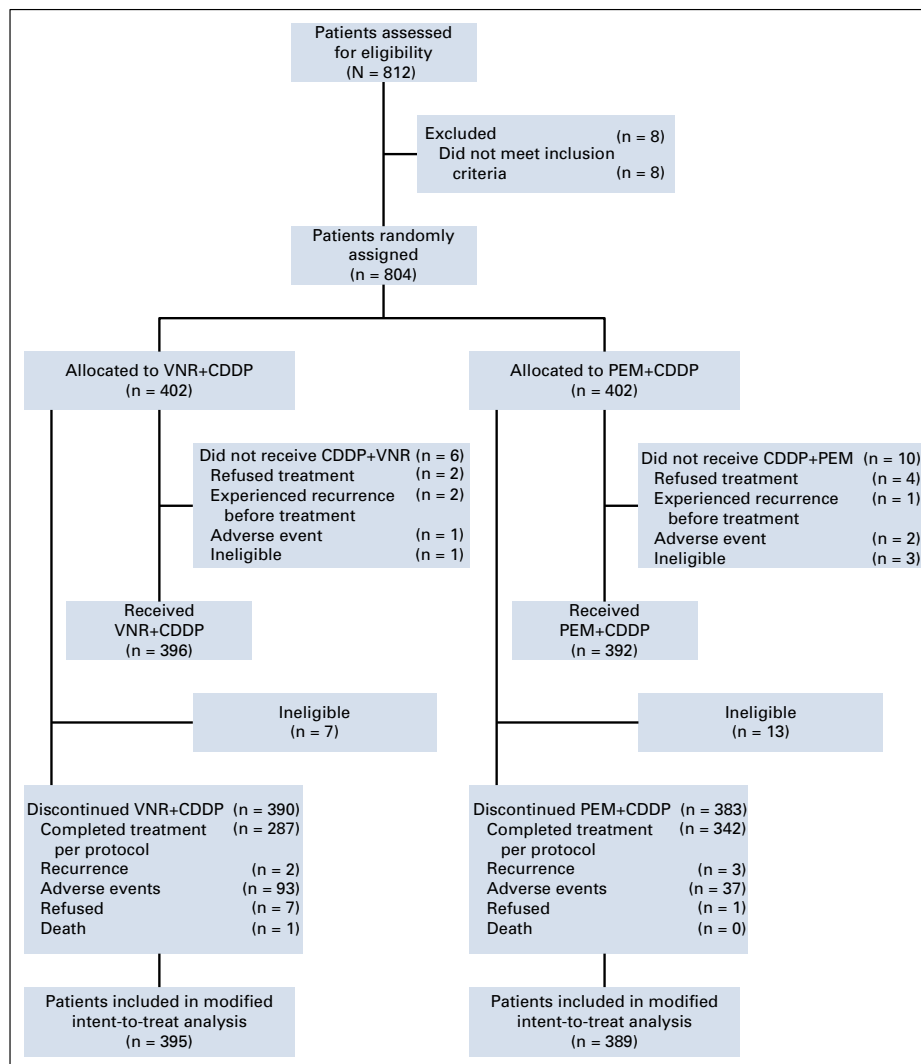 Patients assessed
for eligibility
(N = 812)
Excluded (n = 8)
Did not meet inclusion
criteria (n = 8)
Patients randomly
assigned
(n = 804)
Allocated to VNR+CDDP
(n = 402)
Allocated to PEM+CDDP
(n = 402)
Did not receive CDDP+VNR (n = 6)
Refused treatment (n = 2)
Experienced recurrence (n = 2)
before treatment
Adverse event (n = 1)
Ineligible (n = 1)
Did not receive CDDP+PEM (n = 10)
Refused treatment (n = 4)
Experienced recurrence (n = 1)
before treatment
Adverse event (n = 2)
Ineligible (n = 3)
Received
VNR+CDDP
(n = 396)
Received
PEM+CDDP
(n = 392)
Ineligible
(n = 7)
Ineligible
(n = 13)
Discontinued VNR+CDDP (n = 390)
Completed treatment (n = 287)
per protocol
Recurrence (n = 2)
Adverse events (n = 93)
Refused (n = 7)
Death (n = 1)
Discontinued PEM+CDDP (n = 383)
Completed treatment (n = 342)
per protocol
Recurrence (n = 3)
Adverse events (n = 37)
Refused (n = 1)
Death (n = 0)
Patients included in modified
intent-to-treat analysis
(n = 395)
Patients included in modified
intent-to-treat analysis
(n = 389)